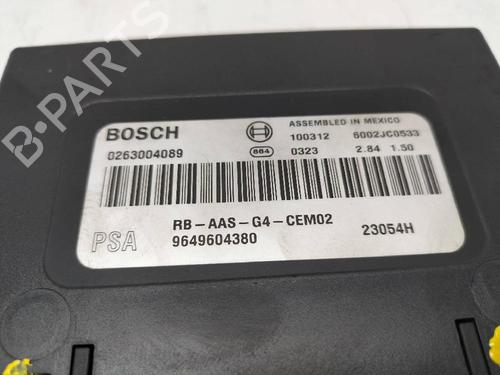 BOSCH
ASSEMBLED IN MEXICO
100312 6002JC0533
0263004089
864 0323 2.84 1.50
RB-AAS-G4-CEM02
PSA 9649604380 23054H
B-PARTS